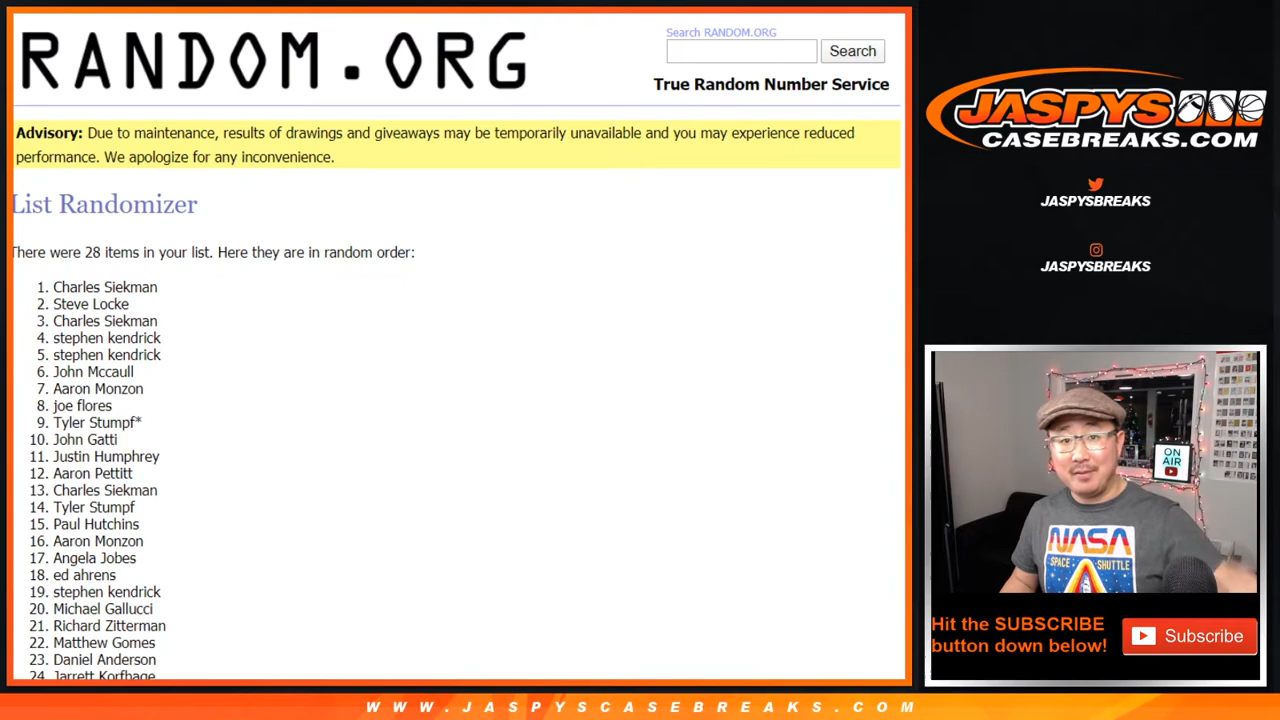 RANDOM.ORG
Search RANDOM.ORG
Search
True Random Number Service
Advisory: Due to maintenance, results of drawings and giveaways may be temporarily unavailable and you may experience reduced
performance. We apologize for any inconvenience.
List Randomizer
There were 28 items in your list. Here they are in random order:
1. Charles Siekman
2. Steve Locke
3. Charles Siekman
4. stephen kendrick
5. stephen kendrick
6. John Mccaull
7. Aaron Monzon
8. joe flores
9. Tyler Stumpf*
10. John Gatti
11. Justin Humphrey
12. Aaron Pettitt
13. Charles Siekman
14. Tyler Stumpf
15. Paul Hutchins
16. Aaron Monzon
17. Angela Jobes
18. ed ahrens
19. stephen kendrick
20. Michael Gallucci
21. Richard Zitterman
22. Matthew Gomes
23. Daniel Anderson
24. Jarrett Korfhage
JASPYS
CASEBREAKS.COM
JASPYSBREAKS
JASPYSBREAKS
ON
AIR
NASA
SPACE SHUTTLE
Hit the SUBSCRIBE
button down below!
Subscribe
WWW.JASPYSCASEBREAKS.COM